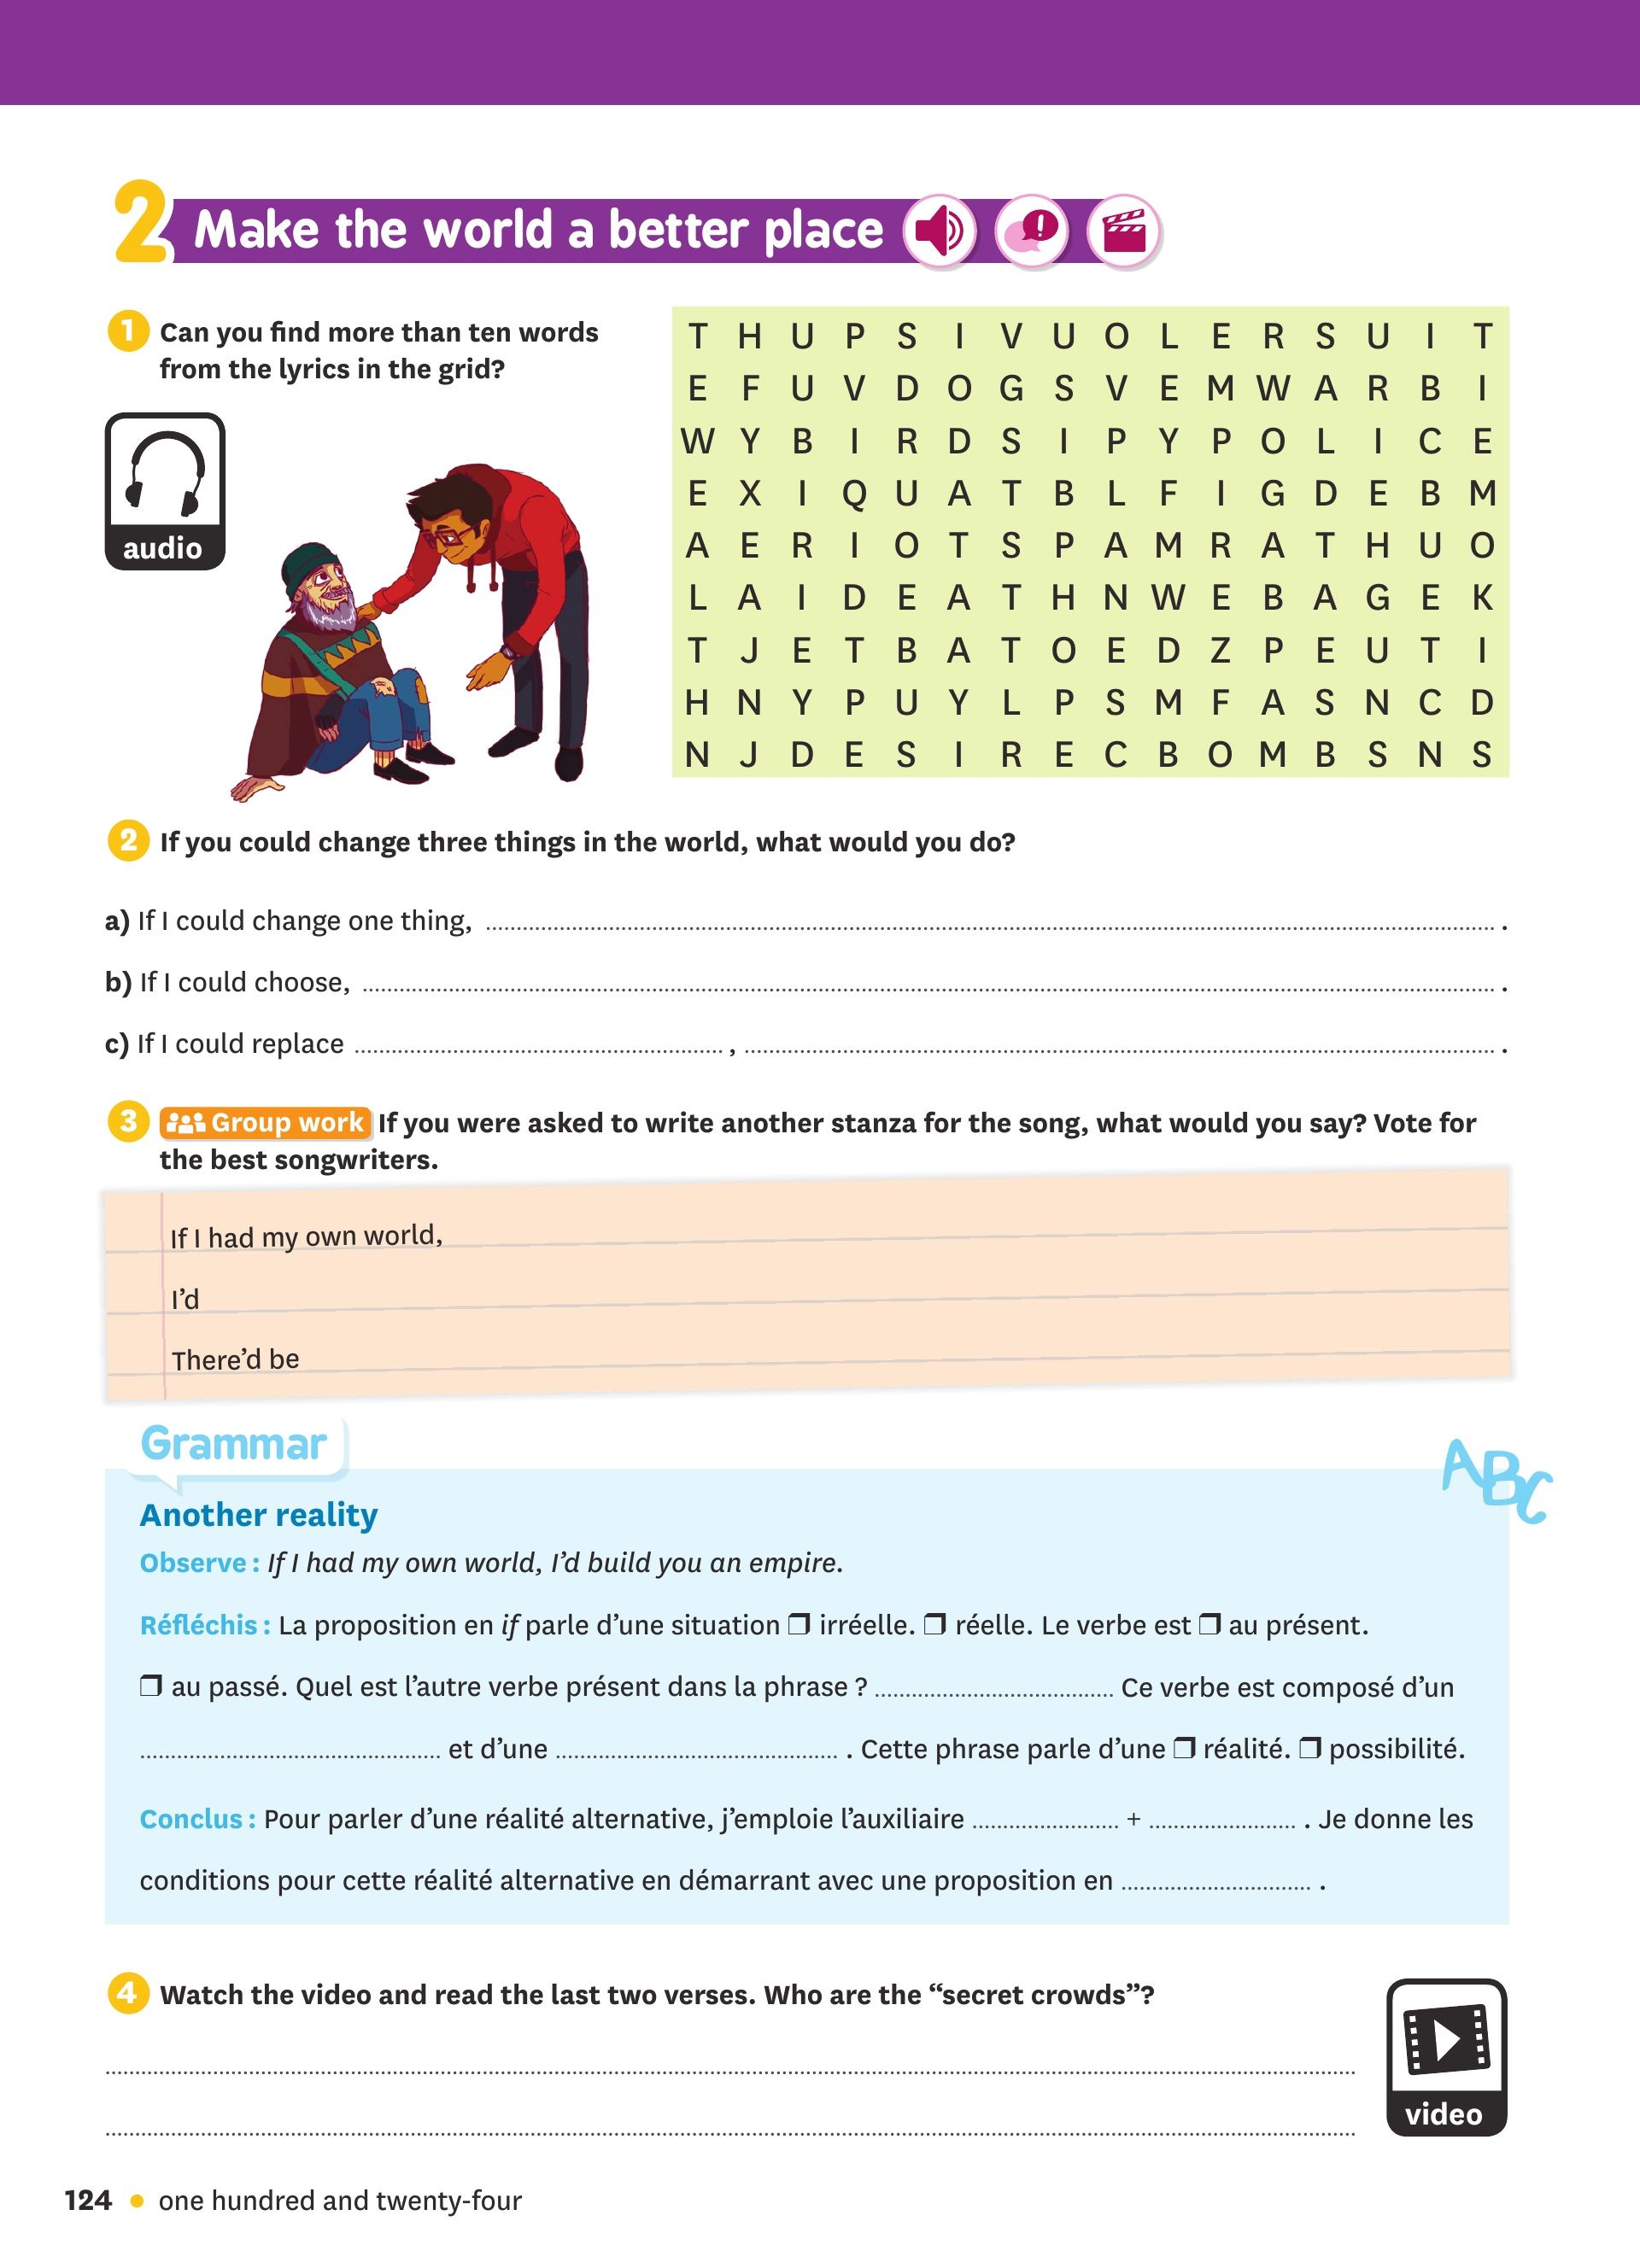 2 Make the world a better place
1 Can you find more than ten words
from the lyrics in the grid?
audio
T H U P S I V U O L E R S U I T
E F U V D O G S V E M W A R B I
W Y B I R D S I P Y P O L I C E
E X I Q U A T B L F I G D E B M
A E R I O T S P A M R A T H U O
L A I D E A T H N W E B A G E K
T J E T B A T O E D Z P E U T I
H N Y P U Y L P S M F A S N C D
N J D E S I R E C B O M B S N S
2 If you could change three things in the world, what would you do?
a) If I could change one thing, .
b) If I could choose, .
c) If I could replace , .
3 Group work If you were asked to write another stanza for the song, what would you say? Vote for
the best songwriters.
If I had my own world,
I’d
There’d be
Grammar
ABC
Another reality
Observe : If I had my own world, I’d build you an empire.
Réfléchis : La proposition en if parle d’une situation ❒ irréelle. ❒ réelle. Le verbe est ❒ au présent.
❒ au passé. Quel est l’autre verbe présent dans la phrase ? Ce verbe est composé d’un
et d’une . Cette phrase parle d’une ❒ réalité. ❒ possibilité.
Conclus : Pour parler d’une réalité alternative, j’emploie l’auxiliaire + . Je donne les
conditions pour cette réalité alternative en démarrant avec une proposition en .
4 Watch the video and read the last two verses. Who are the “secret crowds”?
video
124 • one hundred and twenty-four